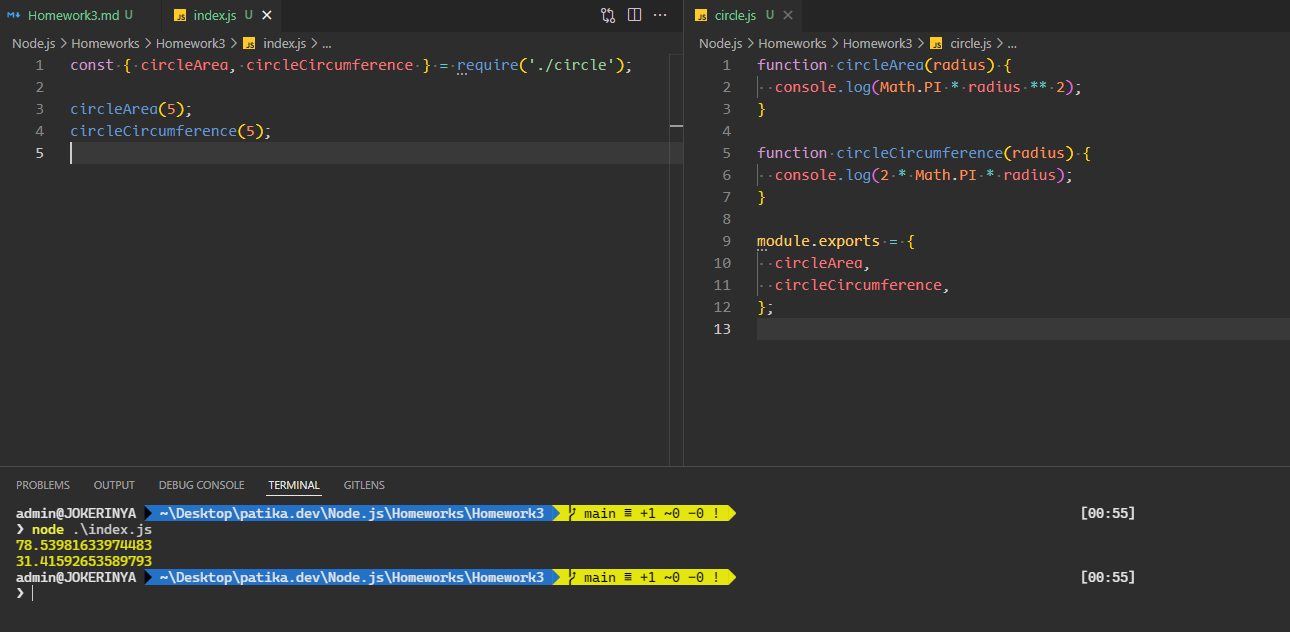 Homework3.md U
index.js U
Node.js > Homeworks > Homework3 > index.js > ...
1 const { circleArea, circleCircumference } = require('./circle');
2
3 circleArea(5);
4 circleCircumference(5);
5
circle.js U
Node.js > Homeworks > Homework3 > circle.js > ...
1 function circleArea(radius) {
2   console.log(Math.PI * radius ** 2);
3 }
4
5 function circleCircumference(radius) {
6   console.log(2 * Math.PI * radius);
7 }
8
9 module.exports = {
10   circleArea,
11   circleCircumference,
12 };
13
PROBLEMS OUTPUT DEBUG CONSOLE TERMINAL GITLENS
admin@JOKERINYA ~\Desktop\patika.dev\Node.js\Homeworks\Homework3 main ≡ +1 ~0 -0 ! [00:55]
❯ node .\index.js
78.53981633974483
31.41592653589793
admin@JOKERINYA ~\Desktop\patika.dev\Node.js\Homeworks\Homework3 main ≡ +1 ~0 -0 ! [00:55]
❯